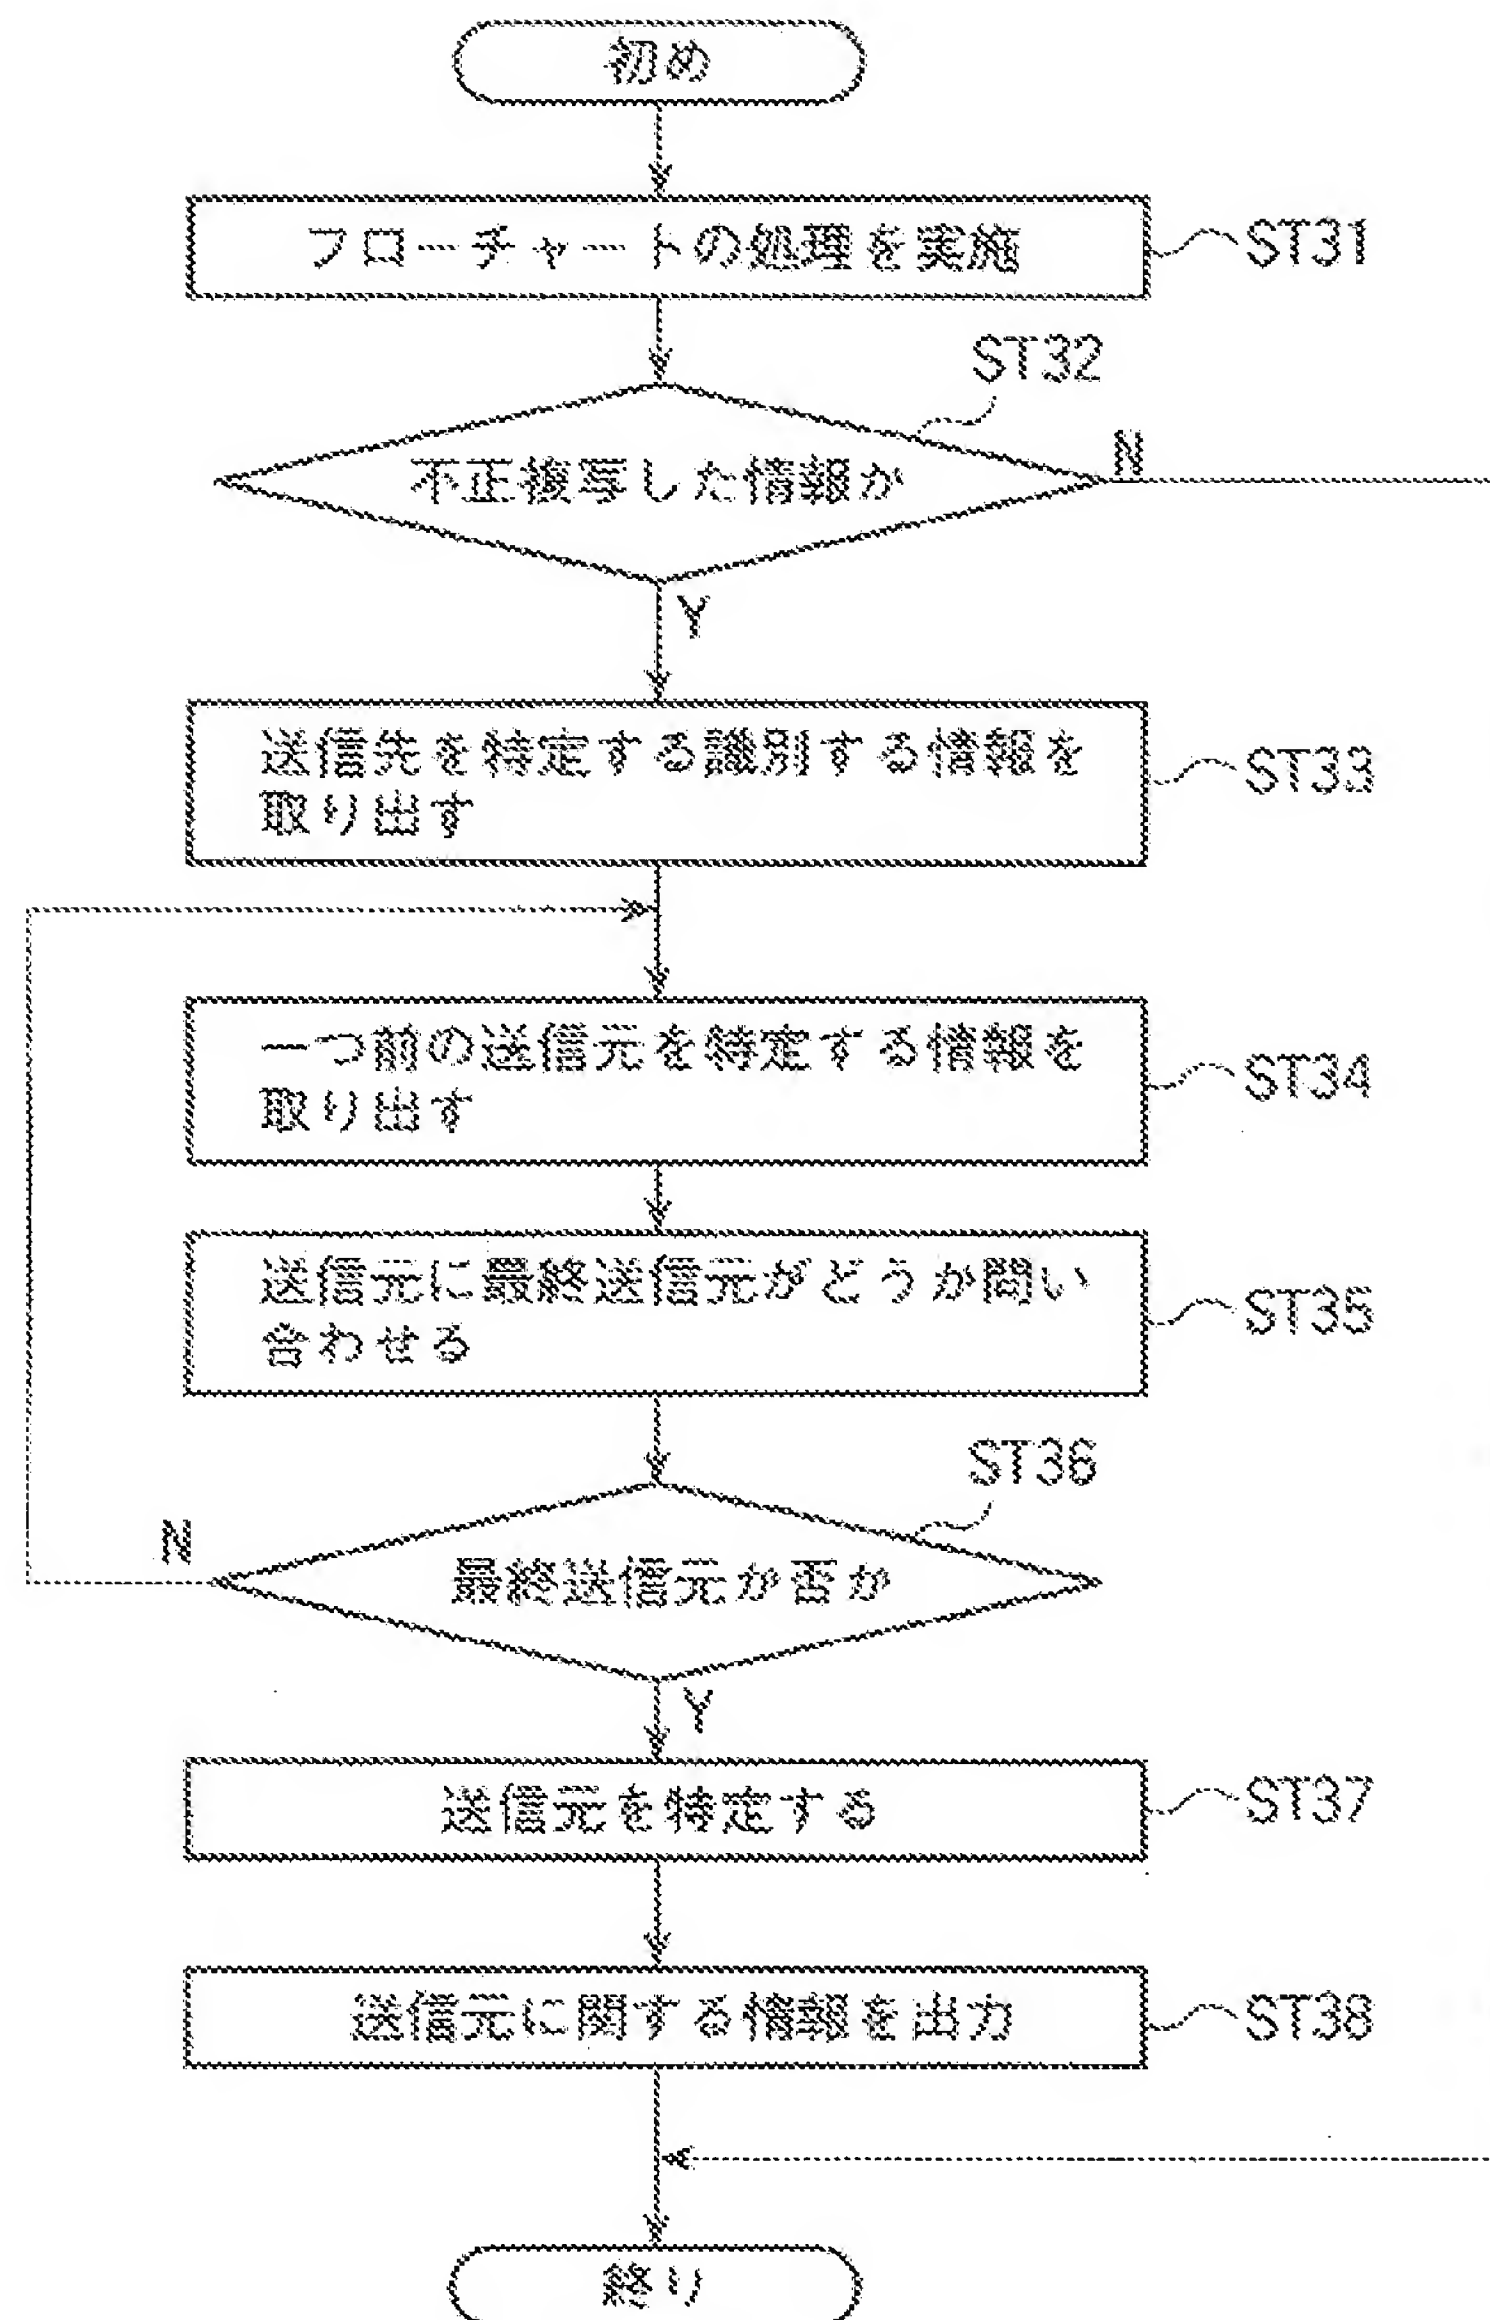 初め
フローチャートの処理を実施
ST31
ST32
不正複写した情報か
N
Y
送信先を特定する識別する情報を
取り出す
ST33
一つ前の送信元を特定する情報を
取り出す
ST34
送信元に最終送信元がどうか問い
合わせる
ST35
ST36
N
最終送信元か否か
Y
送信元を特定する
ST37
送信元に関する情報を出力
ST38
終り